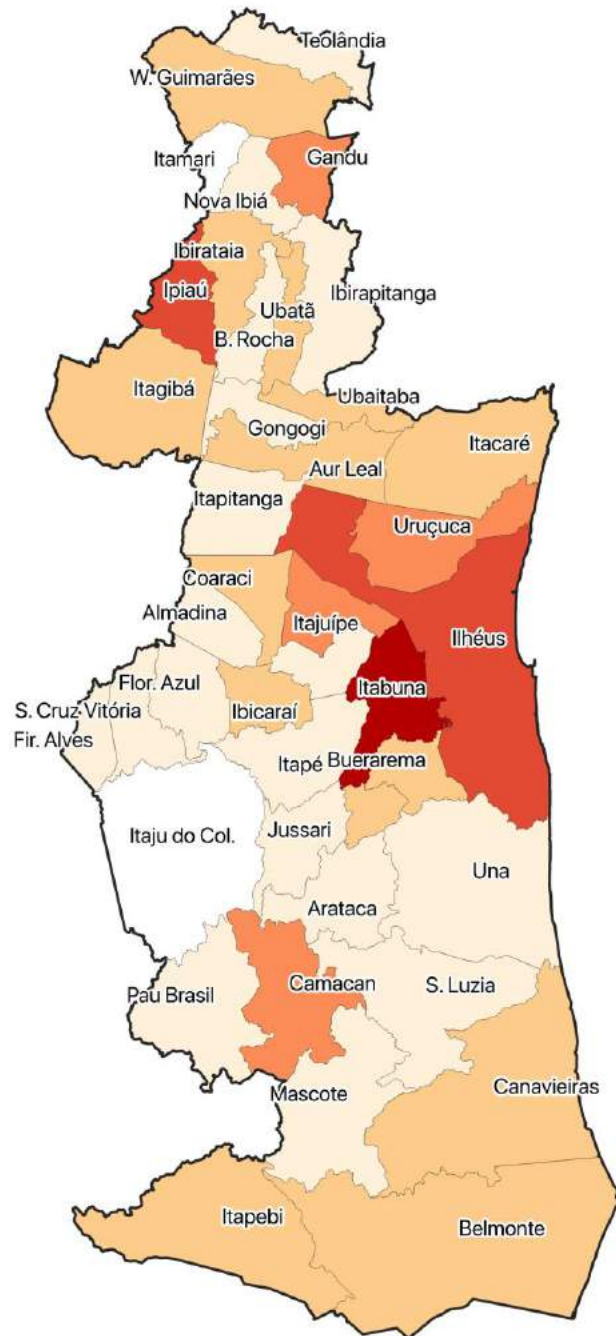 Teolândia
W. Guimarães
Itamari
Gandu
Nova Ibiá
Ibirataia
Ipiaú
Ubatã
Ibirapitanga
B. Rocha
Itagibá
Ubaitaba
Gongogi
Itacaré
Aur Leal
Itapitanga
Uruçuca
Coaraci
Almadina
Itajuípe
Ilhéus
Flor. Azul
Itabuna
S. Cruz Vitória
Ibicaraí
Fir. Alves
Itapé
Buerarema
Itaju do Col.
Jussari
Una
Arataca
Camacan
S. Luzia
Pau Brasil
Mascote
Canavieiras
Itapebi
Belmonte